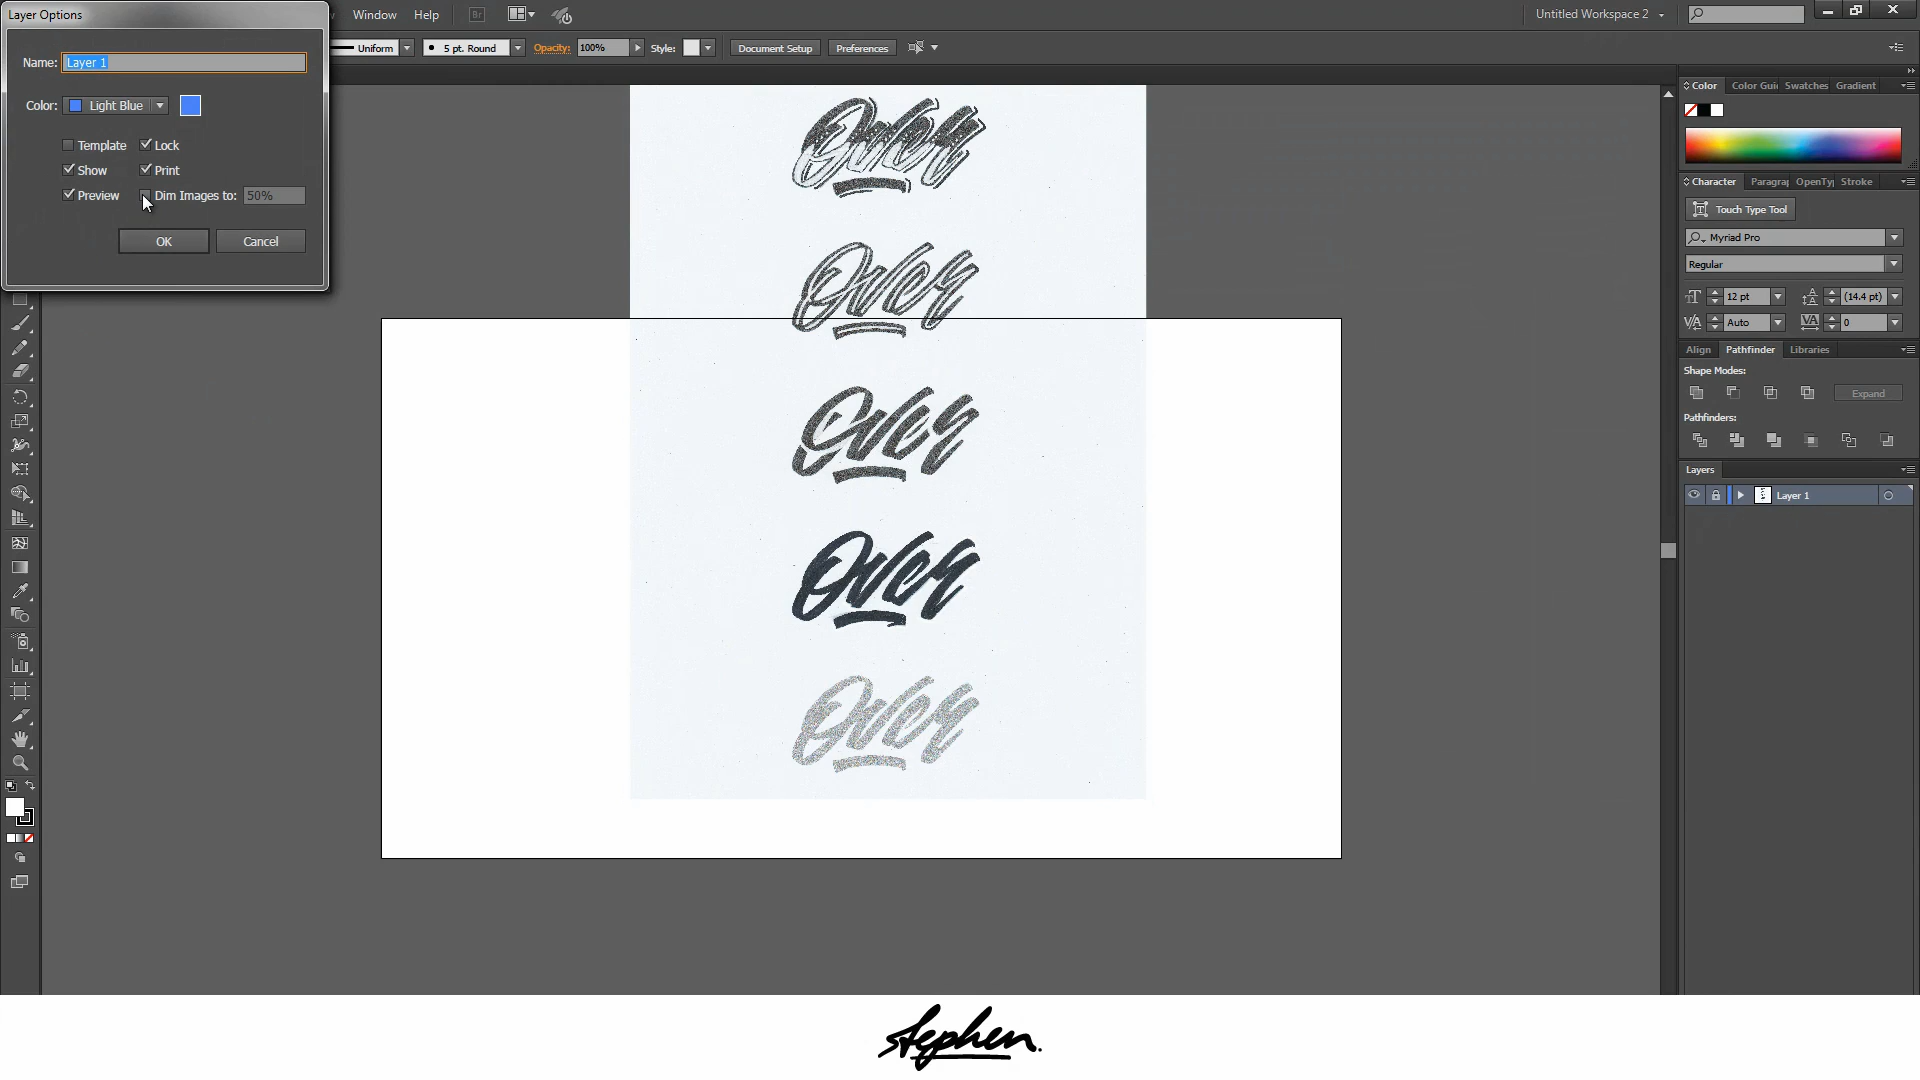 Layer Options
Window Help Br Untitled Workspace 2
Name: Layer 1
Uniform 5 pt. Round Opacity: 100% Style: Document Setup Preferences
Color: Light Blue
Template Lock
Show Print
Preview Dim Images to: 50%
OK Cancel
Color Color Gui Swatches Gradient
Character Paragra OpenTy Stroke
Touch Type Tool
Myriad Pro
Regular
12 pt (14.4 pt)
Auto 0
Align Pathfinder Libraries
Shape Modes:
Expand
Pathfinders:
Layers
Layer 1
Over
Over
Over
Over
Over
Stephen.